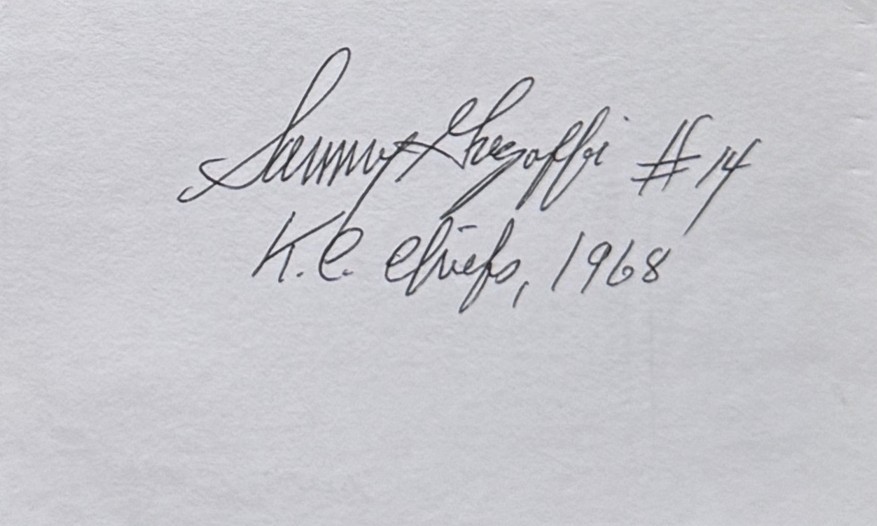 Sammy Grezaffi #14
K.C. Chiefs, 1968